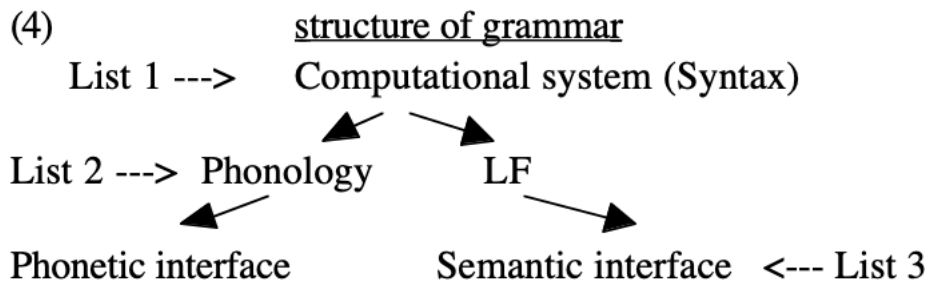 (4) structure of grammar
List 1 ---> Computational system (Syntax)
List 2 ---> Phonology LF
Phonetic interface Semantic interface <--- List 3